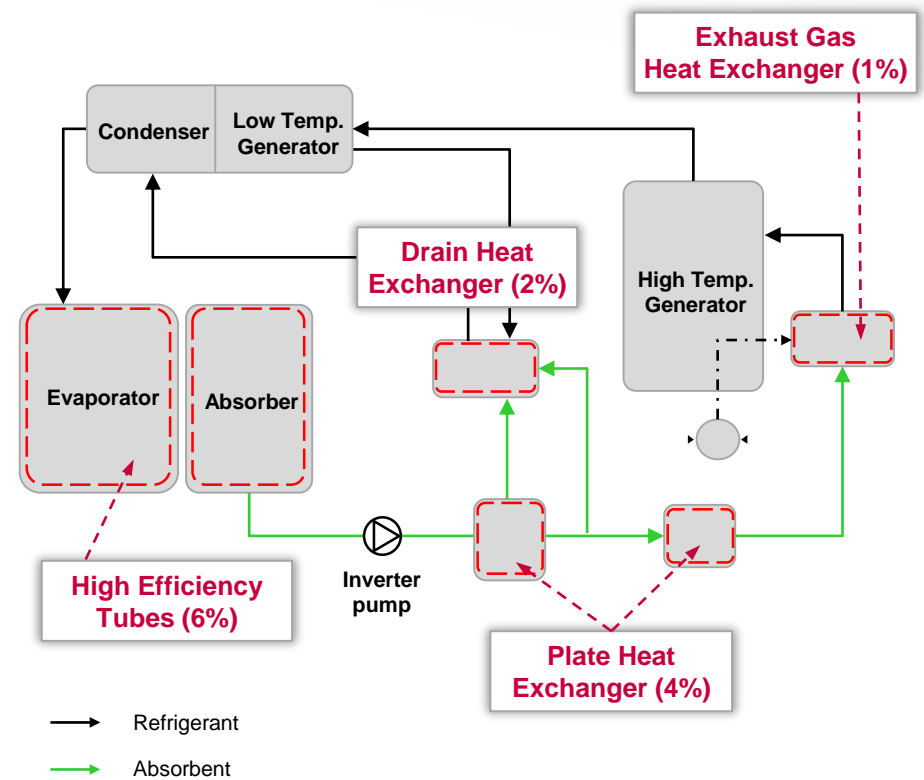 Exhaust Gas
Heat Exchanger (1%)
Condenser
Low Temp.
Generator
Drain Heat
Exchanger (2%)
High Temp.
Generator
Evaporator
Absorber
Inverter
pump
High Efficiency
Tubes (6%)
Plate Heat
Exchanger (4%)
Refrigerant
Absorbent